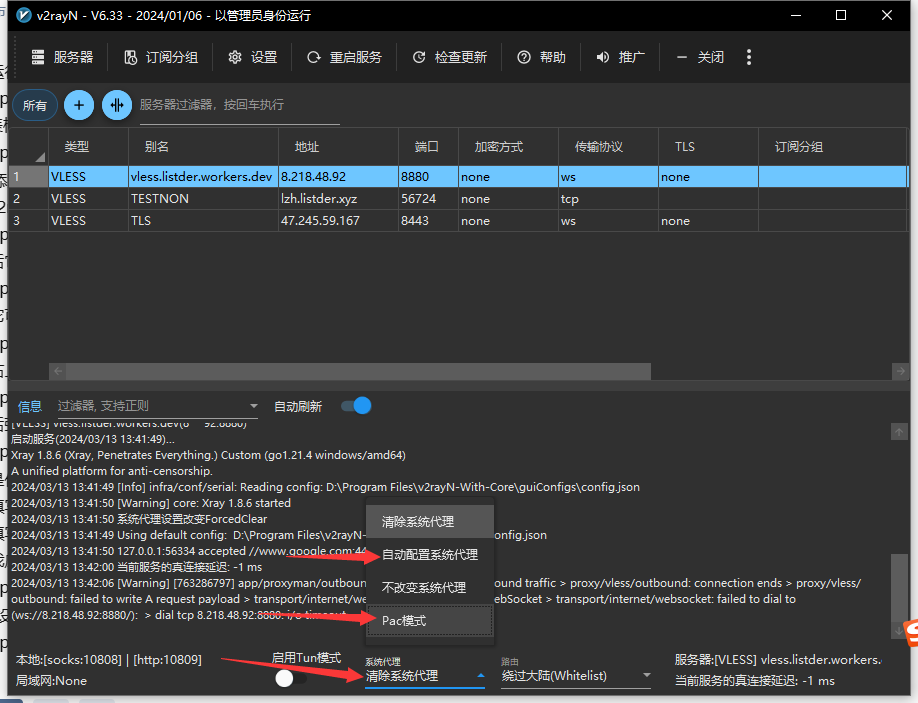 v2rayN - V6.33 - 2024/01/06 - 以管理员身份运行
服务器 订阅分组 设置 重启服务 检查更新 帮助 推广 关闭
所有 服务器过滤器，按回车执行
类型 别名 地址 端口 加密方式 传输协议 TLS 订阅分组
1 VLESS vless.listder.workers.dev 8.218.48.92 8880 none ws none
2 VLESS TESTNON lzh.listder.xyz 56724 none tcp
3 VLESS TLS 47.245.59.167 8443 none ws none
信息 过滤器, 支持正则 自动刷新
[VLESS] vless.listder.workers.dev(8 92:8880)
启动服务(2024/03/13 13:41:49)...
Xray 1.8.6 (Xray, Penetrates Everything.) Custom (go1.21.4 windows/amd64)
A unified platform for anti-censorship.
2024/03/13 13:41:49 [Info] infra/conf/serial: Reading config: D:\Program Files\v2rayN-With-Core\guiConfigs\config.json
2024/03/13 13:41:50 [Warning] core: Xray 1.8.6 started
2024/03/13 13:41:50 系统代理设置改变ForcedClear
2024/03/13 13:41:49 Using default config: D:\Program Files\v2rayN- onfig.json
2024/03/13 13:41:50 127.0.0.1:56334 accepted //www.google.com:44
2024/03/13 13:42:00 当前服务的真连接延迟: -1 ms
2024/03/13 13:42:06 [Warning] [763286797] app/proxyman/outboun ound traffic > proxy/vless/outbound: connection ends > proxy/vless/
outbound: failed to write A request payload > transport/internet/we ebSocket > transport/internet/websocket: failed to dial to
(ws://8.218.48.92:8880/): > dial tcp 8.218.48.92:8880: i/o timeout
清除系统代理
自动配置系统代理
不改变系统代理
Pac模式
本地:[socks:10808] | [http:10809]
局域网:None
启用Tun模式
系统代理
清除系统代理
路由
绕过大陆(Whitelist)
服务器:[VLESS] vless.listder.workers.
当前服务的真连接延迟: -1 ms